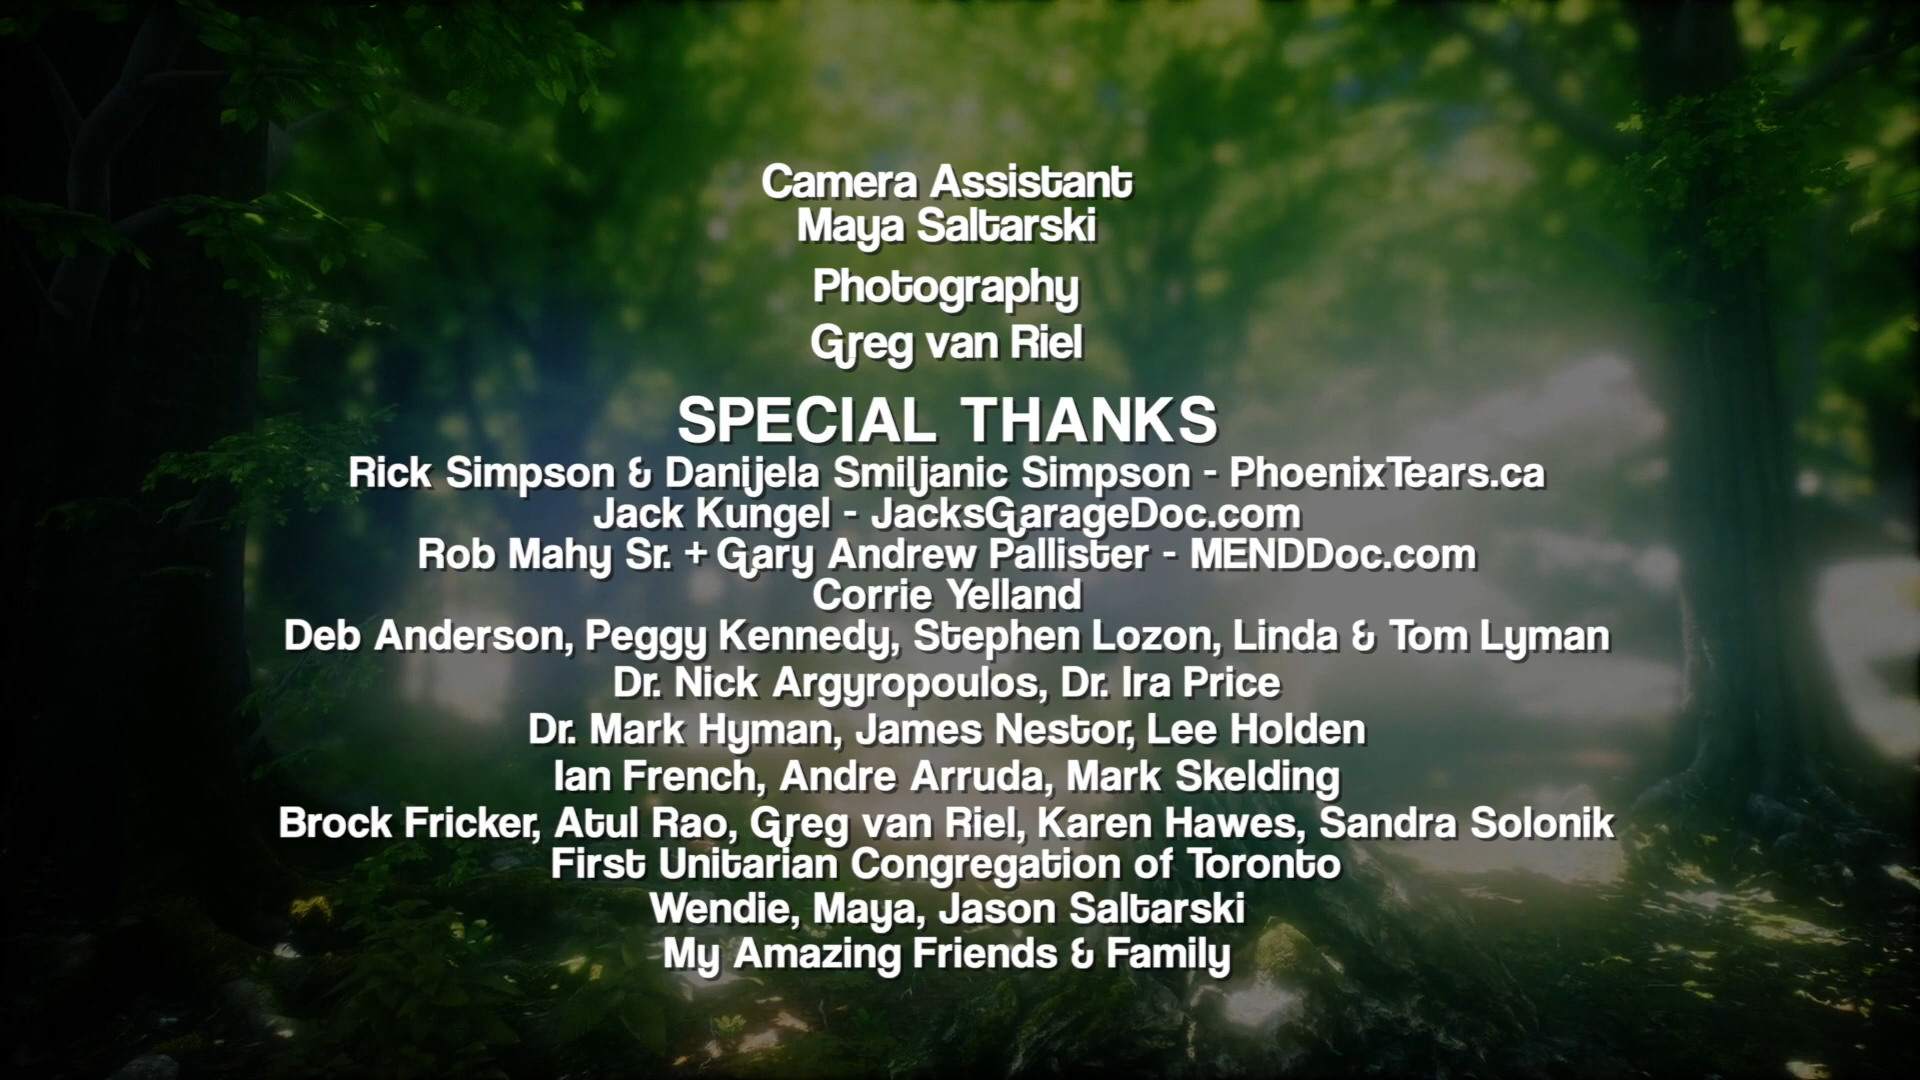 Camera Assistant
Maya Saltarski
Photography
Greg van Riel
SPECIAL THANKS
Rick Simpson & Danijela Smiljanic Simpson - PhoenixTears.ca
Jack Kungel - JacksGarageDoc.com
Rob Mahy Sr. + Gary Andrew Pallister - MENDDoc.com
Corrie Yelland
Deb Anderson, Peggy Kennedy, Stephen Lozon, Linda & Tom Lyman
Dr. Nick Argyropoulos, Dr. Ira Price
Dr. Mark Hyman, James Nestor, Lee Holden
Ian French, Andre Arruda, Mark Skelding
Brock Fricker, Atul Rao, Greg van Riel, Karen Hawes, Sandra Solonik
First Unitarian Congregation of Toronto
Wendie, Maya, Jason Saltarski
My Amazing Friends & Family